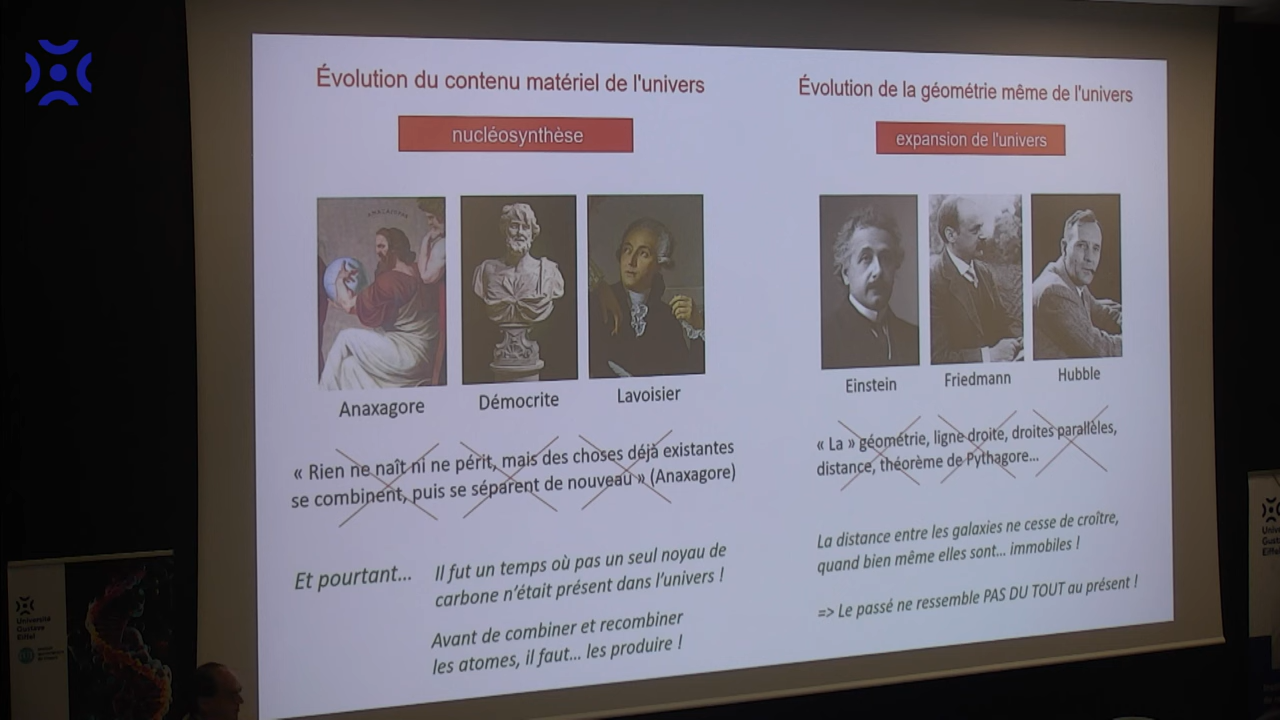 Évolution du contenu matériel de l'univers
nucléosynthèse
Anaxagore
Démocrite
Lavoisier
« Rien ne naît ni ne périt, mais des choses déjà existantes
se combinent, puis se séparent de nouveau » (Anaxagore)
Et pourtant...
Il fut un temps où pas un seul noyau de
carbone n'était présent dans l'univers !
Avant de combiner et recombiner
les atomes, il faut... les produire !
Évolution de la géométrie même de l'univers
expansion de l'univers
Einstein
Friedmann
Hubble
« La » géométrie, ligne droite, droites parallèles,
distance, théorème de Pythagore...
La distance entre les galaxies ne cesse de croître,
quand bien même elles sont... immobiles !
=> Le passé ne ressemble PAS DU TOUT au présent !
Université
Gustave
Eiffel